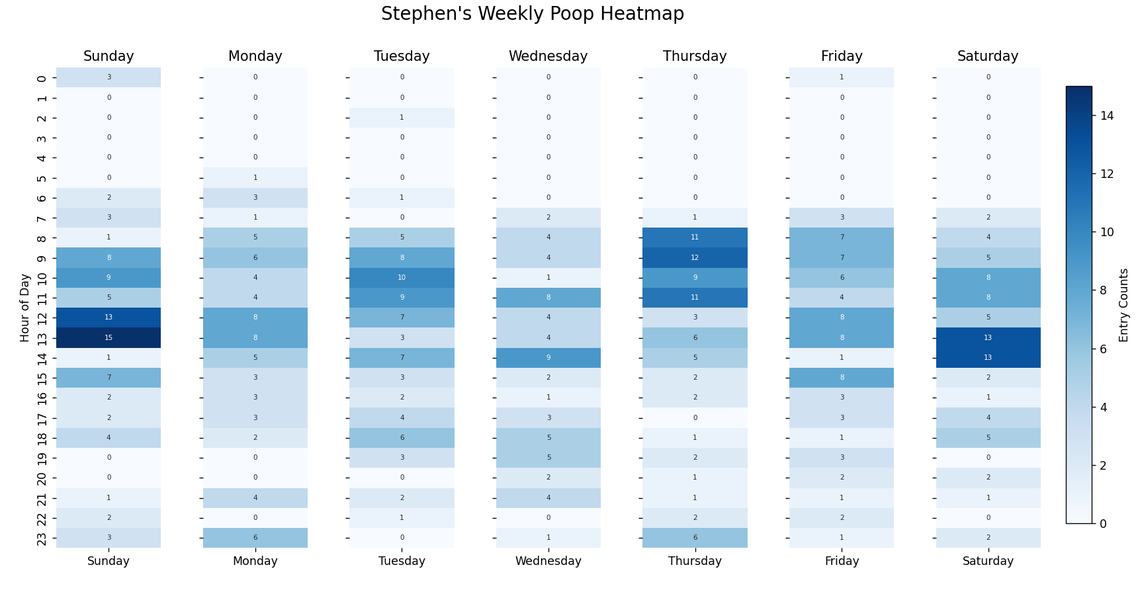 Stephen's Weekly Poop Heatmap
Sunday Monday Tuesday Wednesday Thursday Friday Saturday
0 3 0 0 0 0 1 0
1 0 0 0 0 0 0 0
2 0 0 1 0 0 0 0
3 0 0 0 0 0 0 0
4 0 0 0 0 0 0 0
5 0 1 0 0 0 0 0
6 2 3 1 0 0 0 0
7 3 1 0 2 1 3 2
8 1 5 5 4 11 7 4
9 8 6 8 4 12 7 5
10 9 4 10 1 9 6 8
11 5 4 9 8 11 4 8
12 13 8 7 4 3 8 5
13 15 8 3 4 6 8 13
14 1 5 7 9 5 1 13
15 7 3 3 2 2 8 2
16 2 3 2 1 2 3 1
17 2 3 4 3 0 3 4
18 4 2 6 5 1 1 5
19 0 0 3 5 2 3 0
20 0 0 0 2 1 2 2
21 1 4 2 4 1 1 1
22 2 0 1 0 2 2 0
23 3 6 0 1 6 1 2
Sunday Monday Tuesday Wednesday Thursday Friday Saturday
Hour of Day
14
12
10
8
6
4
2
0
Entry Counts